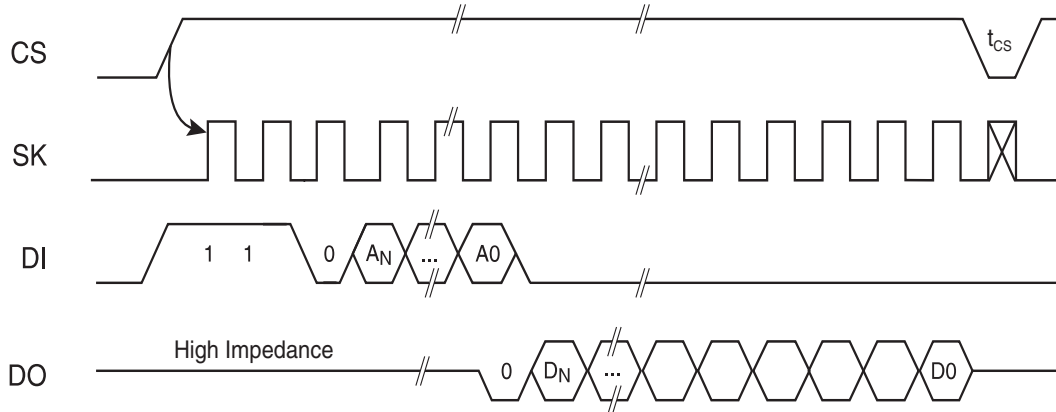 CS
t_CS
SK
DI
1 1 0 A_N ... A0
High Impedance
DO
0 D_N ... D0